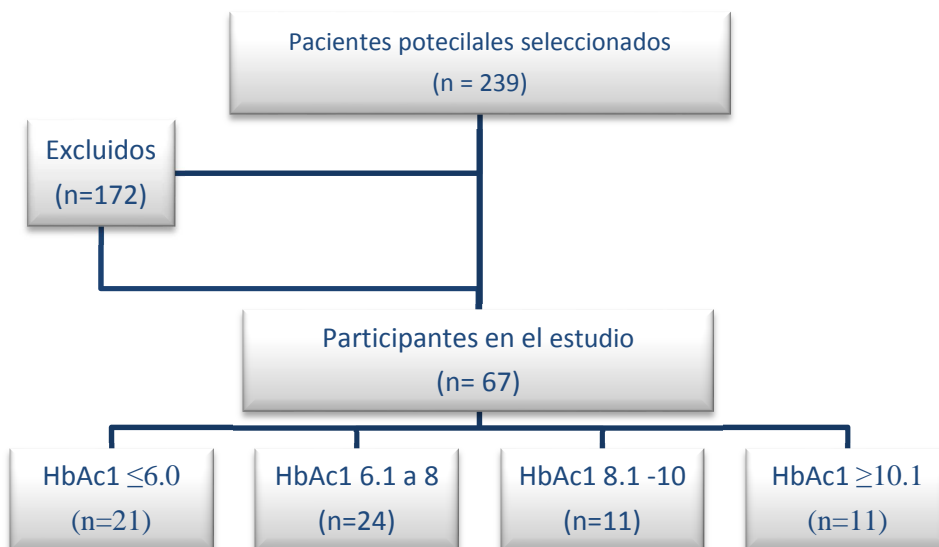 Pacientes potecilales seleccionados
(n = 239)
Excluidos
(n=172)
Participantes en el estudio
(n= 67)
HbAc1 ≤6.0
(n=21)
HbAc1 6.1 a 8
(n=24)
HbAc1 8.1 -10
(n=11)
HbAc1 ≥10.1
(n=11)